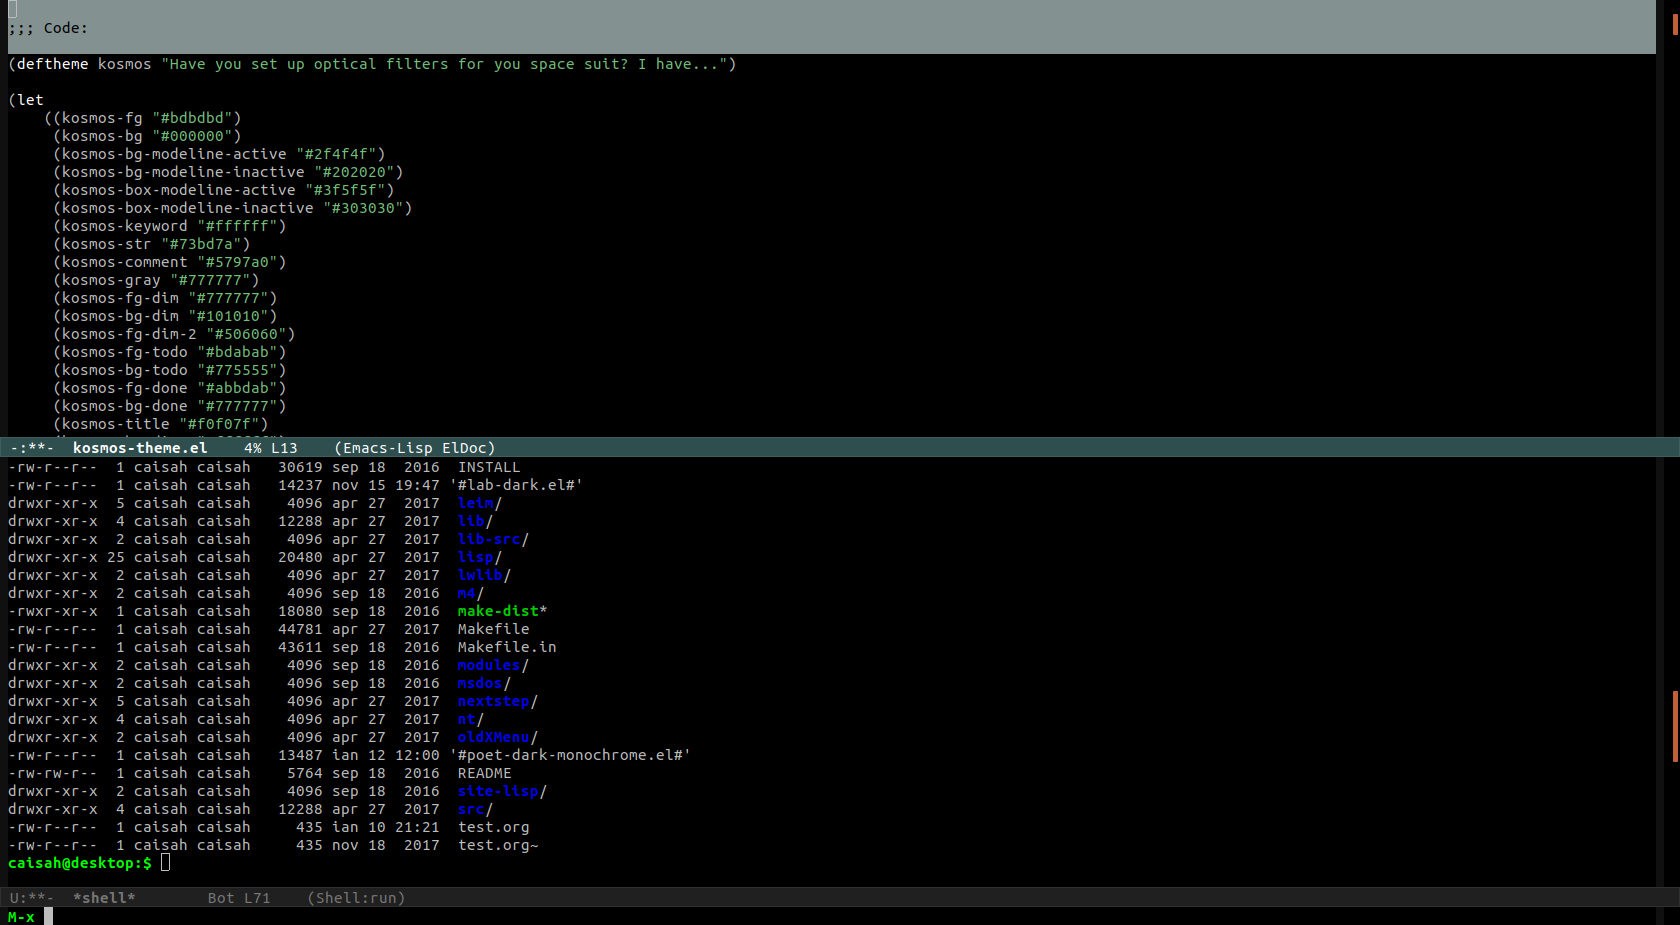 ;;; Code:
(deftheme kosmos "Have you set up optical filters for you space suit? I have...")
(let
((kosmos-fg "#bdbdbd")
(kosmos-bg "#000000")
(kosmos-bg-modeline-active "#2f4f4f")
(kosmos-bg-modeline-inactive "#202020")
(kosmos-box-modeline-active "#3f5f5f")
(kosmos-box-modeline-inactive "#303030")
(kosmos-keyword "#ffffff")
(kosmos-str "#73bd7a")
(kosmos-comment "#5797a0")
(kosmos-gray "#777777")
(kosmos-fg-dim "#777777")
(kosmos-bg-dim "#101010")
(kosmos-fg-dim-2 "#506060")
(kosmos-fg-todo "#bdabab")
(kosmos-bg-todo "#775555")
(kosmos-fg-done "#abbdab")
(kosmos-bg-done "#777777")
(kosmos-title "#f0f07f")
-:**-  kosmos-theme.el    4% L13    (Emacs-Lisp ElDoc)
-rw-r--r--  1 caisah caisah   30619 sep 18  2016  INSTALL
-rw-r--r--  1 caisah caisah   14237 nov 15 19:47 '#lab-dark.el#'
drwxr-xr-x  5 caisah caisah    4096 apr 27  2017  leim/
drwxr-xr-x  4 caisah caisah   12288 apr 27  2017  lib/
drwxr-xr-x  2 caisah caisah    4096 apr 27  2017  lib-src/
drwxr-xr-x 25 caisah caisah   20480 apr 27  2017  lisp/
drwxr-xr-x  2 caisah caisah    4096 apr 27  2017  lwlib/
drwxr-xr-x  2 caisah caisah    4096 sep 18  2016  m4/
-rwxr-xr-x  1 caisah caisah   18080 sep 18  2016  make-dist*
-rw-r--r--  1 caisah caisah   44781 apr 27  2017  Makefile
-rw-r--r--  1 caisah caisah   43611 sep 18  2016  Makefile.in
drwxr-xr-x  2 caisah caisah    4096 sep 18  2016  modules/
drwxr-xr-x  2 caisah caisah    4096 sep 18  2016  msdos/
drwxr-xr-x  5 caisah caisah    4096 apr 27  2017  nextstep/
drwxr-xr-x  4 caisah caisah    4096 apr 27  2017  nt/
drwxr-xr-x  2 caisah caisah    4096 apr 27  2017  oldXMenu/
-rw-r--r--  1 caisah caisah   13487 ian 12 12:00 '#poet-dark-monochrome.el#'
-rw-rw-r--  1 caisah caisah    5764 sep 18  2016  README
drwxr-xr-x  2 caisah caisah    4096 sep 18  2016  site-lisp/
drwxr-xr-x  4 caisah caisah   12288 apr 27  2017  src/
-rw-r--r--  1 caisah caisah     435 ian 10 21:21  test.org
-rw-r--r--  1 caisah caisah     435 nov 18  2017  test.org~
caisah@desktop:$
U:**-  *shell*        Bot L71    (Shell:run)
M-x